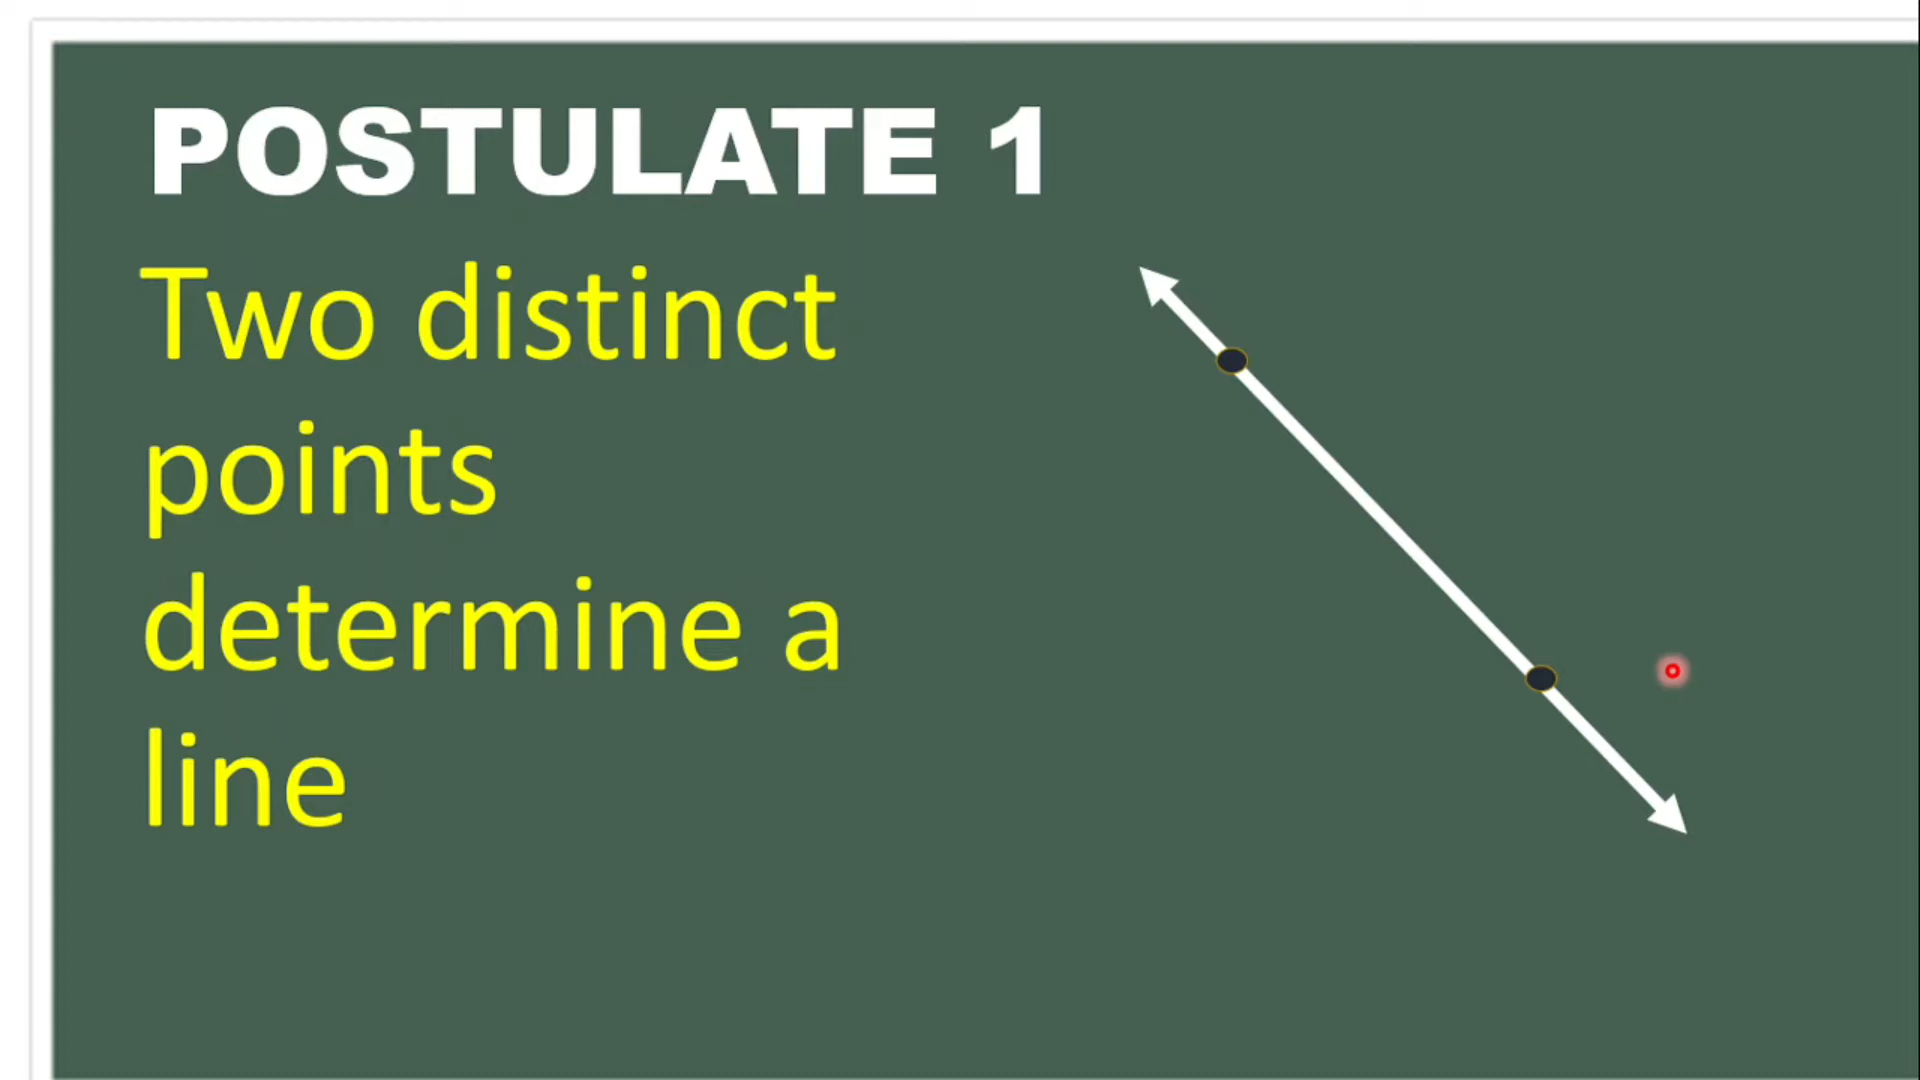 POSTULATE 1
Two distinct
points
determine a
line